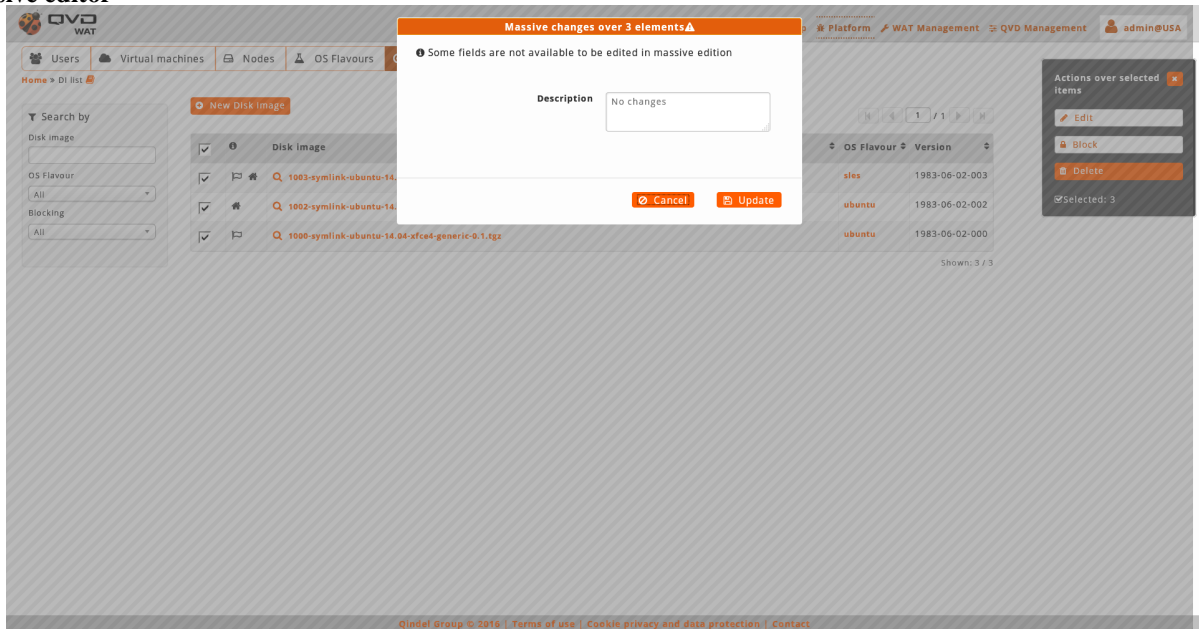 sive editor
QVD
WAT
Massive changes over 3 elements
Platform WAT Management QVD Management admin@USA
Some fields are not available to be edited in massive edition
Users Virtual machines Nodes OS Flavours
Home » DI list
Actions over selected items
New Disk image
Description No changes
Search by
1 / 1
Edit
Disk image
Disk image OS Flavour Version
Block
OS Flavour
1003-symlink-ubuntu-14. sles 1983-06-02-003
Delete
All
Cancel Update
Selected: 3
1002-symlink-ubuntu-14. ubuntu 1983-06-02-002
Blocking
All
1000-symlink-ubuntu-14.04-xfce4-generic-0.1.tgz ubuntu 1983-06-02-000
Shown: 3 / 3
Qindel Group © 2016 | Terms of use | Cookie privacy and data protection | Contact